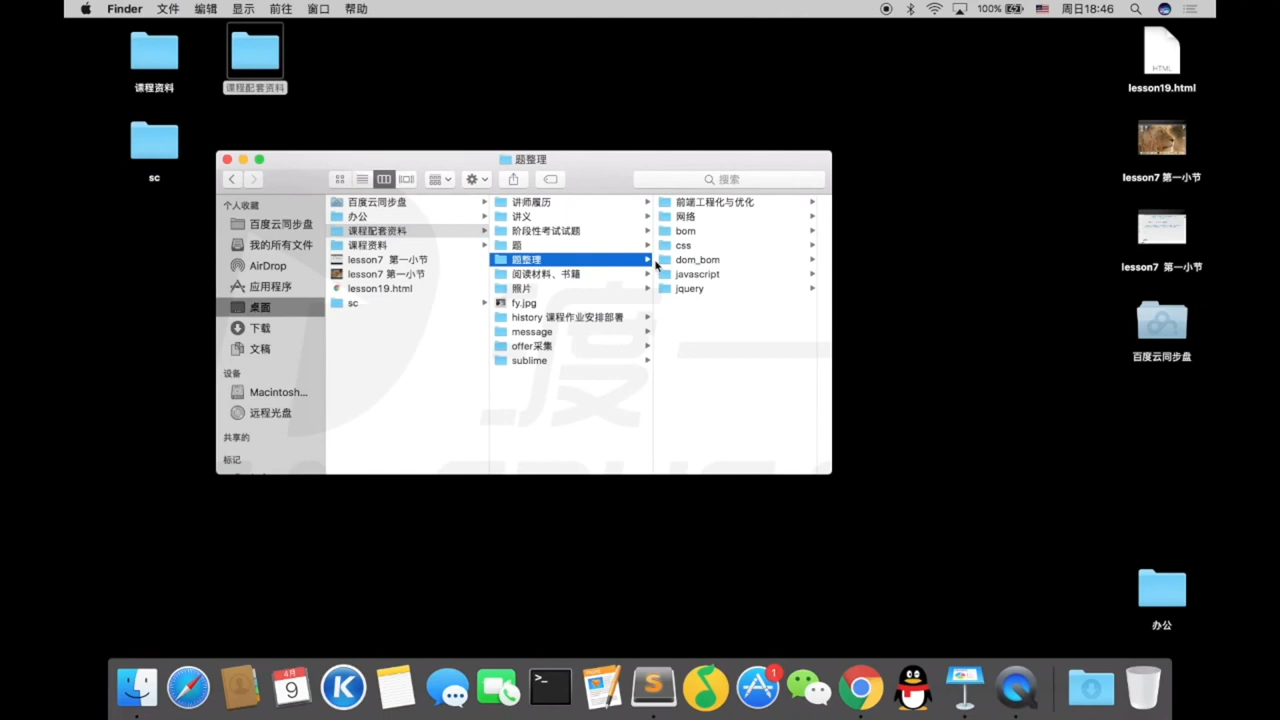 Finder 文件 编辑 显示 前往 窗口 帮助
100% 周日18:46
课程资料
课程配套资料
sc
HTML
lesson19.html
lesson7 第一小节
lesson7 第一小节
百度云同步盘
办公
题整理
搜索
个人收藏
百度云同步盘
我的所有文件
AirDrop
应用程序
桌面
下载
文稿
设备
Macintosh...
远程光盘
共享的
标记
百度云同步盘
办公
课程配套资料
课程资料
lesson7 第一小节
lesson7 第一小节
lesson19.html
sc
讲师履历
讲义
阶段性考试试题
题
题整理
阅读材料、书籍
照片
fy.jpg
history 课程作业安排部署
message
offer采集
sublime
前端工程化与优化
网络
bom
css
dom_bom
javascript
jquery
度一
4月
9
1